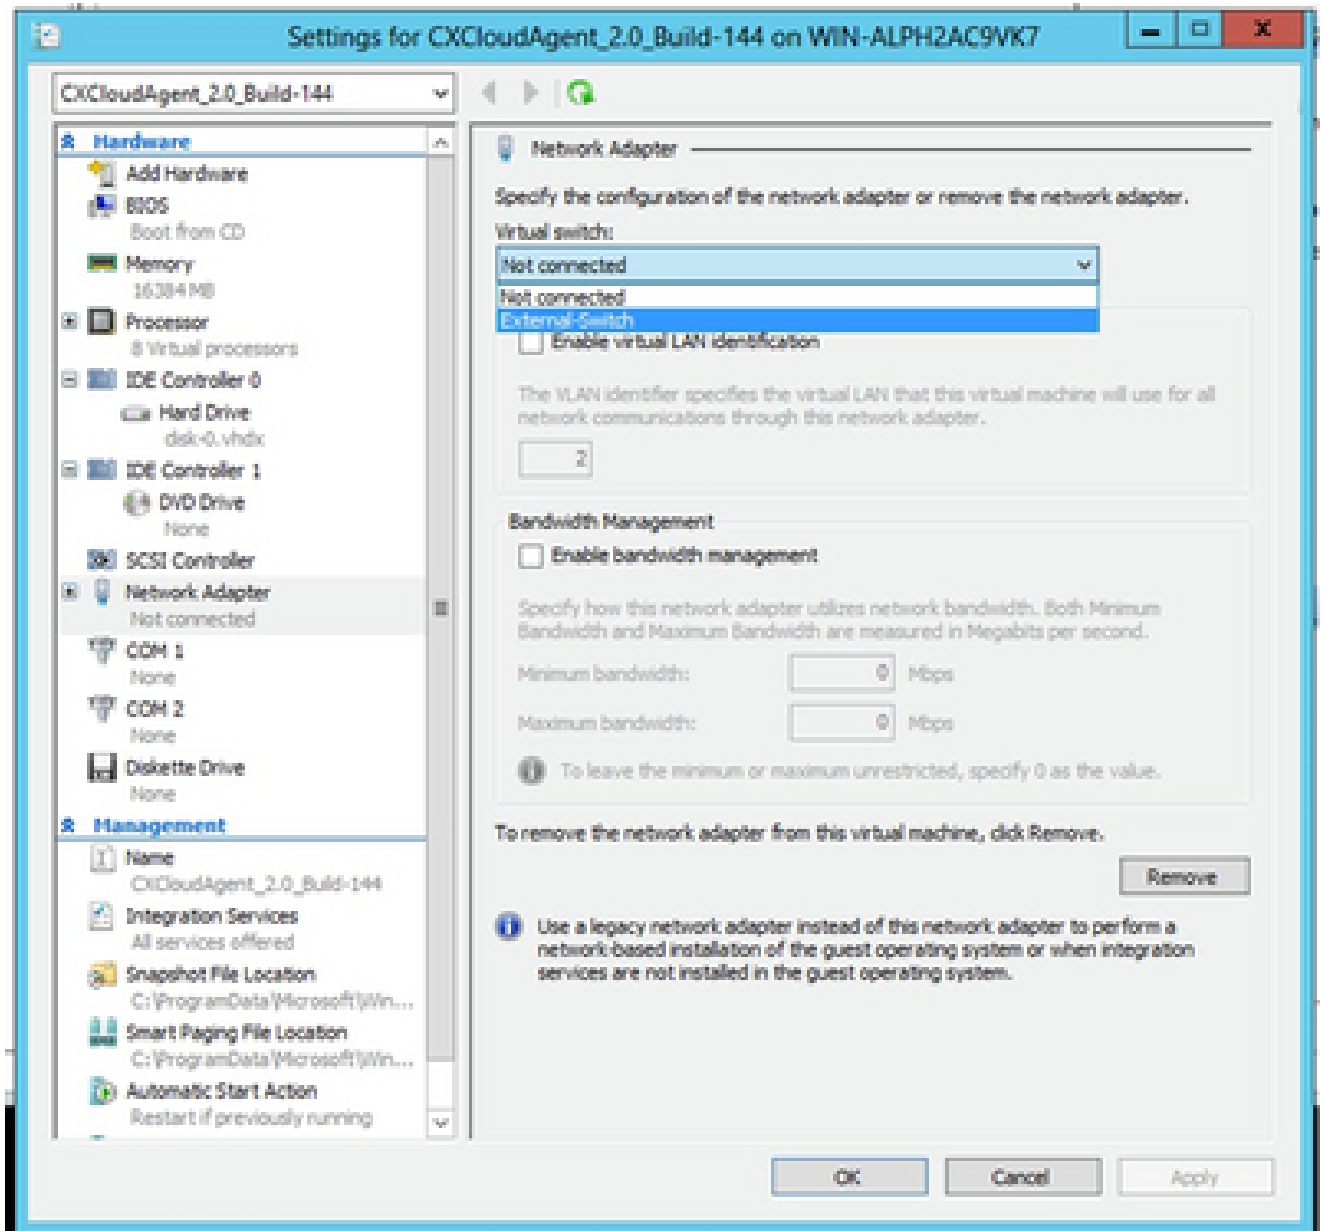 Settings for CXCloudAgent_2.0_Build-144 on WIN-ALPH2AC9VK7
CXCloudAgent_2.0_Build-144
Hardware
Add Hardware
BIOS
Boot from CD
Memory
16384 MB
Processor
8 Virtual processors
IDE Controller 0
Hard Drive
disk-0.vhdx
IDE Controller 1
DVD Drive
None
SCSI Controller
Network Adapter
Not connected
COM 1
None
COM 2
None
Diskette Drive
None
Management
Name
CXCloudAgent_2.0_Build-144
Integration Services
All services offered
Snapshot File Location
C:\ProgramData\Microsoft\Win...
Smart Paging File Location
C:\ProgramData\Microsoft\Win...
Automatic Start Action
Restart if previously running
Network Adapter
Specify the configuration of the network adapter or remove the network adapter.
Virtual switch:
Not connected
Not connected
External-Switch
Enable virtual LAN identification
The VLAN identifier specifies the virtual LAN that this virtual machine will use for all
network communications through this network adapter.
2
Bandwidth Management
Enable bandwidth management
Specify how this network adapter utilizes network bandwidth. Both Minimum
Bandwidth and Maximum Bandwidth are measured in Megabits per second.
Minimum bandwidth: 0 Mbps
Maximum bandwidth: 0 Mbps
To leave the minimum or maximum unrestricted, specify 0 as the value.
To remove the network adapter from this virtual machine, click Remove.
Remove
Use a legacy network adapter instead of this network adapter to perform a
network-based installation of the guest operating system or when integration
services are not installed in the guest operating system.
OK Cancel Apply